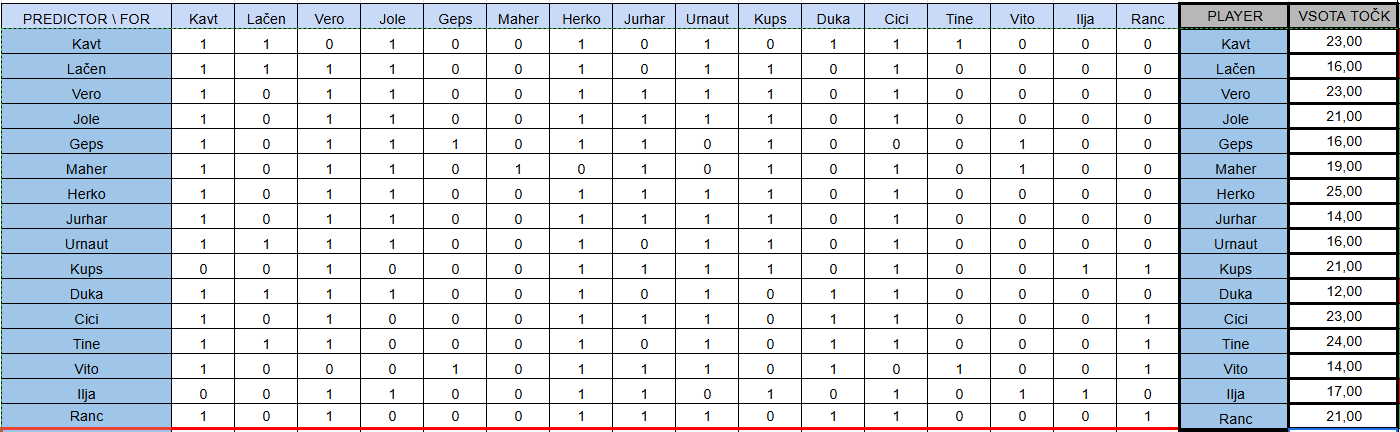 PREDICTOR \ FOR Kavt Lačen Vero Jole Geps Maher Herko Jurhar Urnaut Kups Duka Cici Tine Vito Ilja Ranc PLAYER VSOTA TOČK
Kavt 1 1 0 1 0 0 1 0 1 0 1 1 1 0 0 0 Kavt 23,00
Lačen 1 1 1 1 0 0 1 0 1 1 0 1 0 0 0 0 Lačen 16,00
Vero 1 0 1 1 0 0 1 1 1 1 0 1 0 0 0 0 Vero 23,00
Jole 1 0 1 1 0 0 1 1 1 1 0 1 0 0 0 0 Jole 21,00
Geps 1 0 1 1 1 0 1 1 0 1 0 0 0 1 0 0 Geps 16,00
Maher 1 0 1 1 0 1 0 1 0 1 0 1 0 1 0 0 Maher 19,00
Herko 1 0 1 1 0 0 1 1 1 1 0 1 0 0 0 0 Herko 25,00
Jurhar 1 0 1 1 0 0 1 1 1 1 0 1 0 0 0 0 Jurhar 14,00
Urnaut 1 1 1 1 0 0 1 0 1 1 0 1 0 0 0 0 Urnaut 16,00
Kups 0 0 1 0 0 0 1 1 1 1 0 1 0 0 1 1 Kups 21,00
Duka 1 1 1 1 0 0 1 0 1 0 1 1 0 0 0 0 Duka 12,00
Cici 1 0 1 0 0 0 1 1 1 0 1 1 0 0 0 1 Cici 23,00
Tine 1 1 1 0 0 0 1 0 1 0 1 1 0 0 0 1 Tine 24,00
Vito 1 0 0 0 1 0 1 1 1 0 1 0 1 0 0 1 Vito 14,00
Ilja 0 0 1 1 0 0 1 1 0 1 0 1 0 1 1 0 Ilja 17,00
Ranc 1 0 1 0 0 0 1 1 1 0 1 1 0 0 0 1 Ranc 21,00